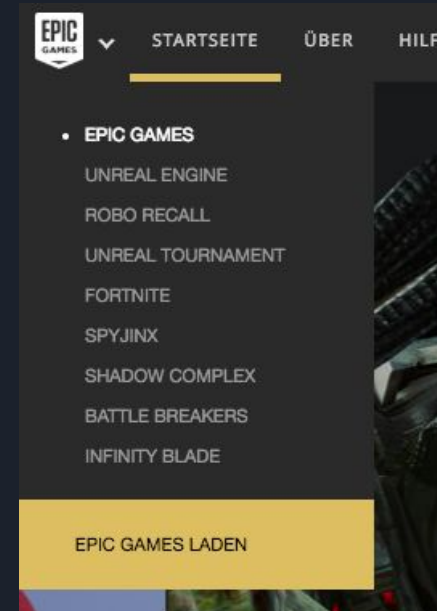 EPIC
GAMES
STARTSEITE ÜBER HILF
EPIC GAMES
UNREAL ENGINE
ROBO RECALL
UNREAL TOURNAMENT
FORTNITE
SPYJINX
SHADOW COMPLEX
BATTLE BREAKERS
INFINITY BLADE
EPIC GAMES LADEN